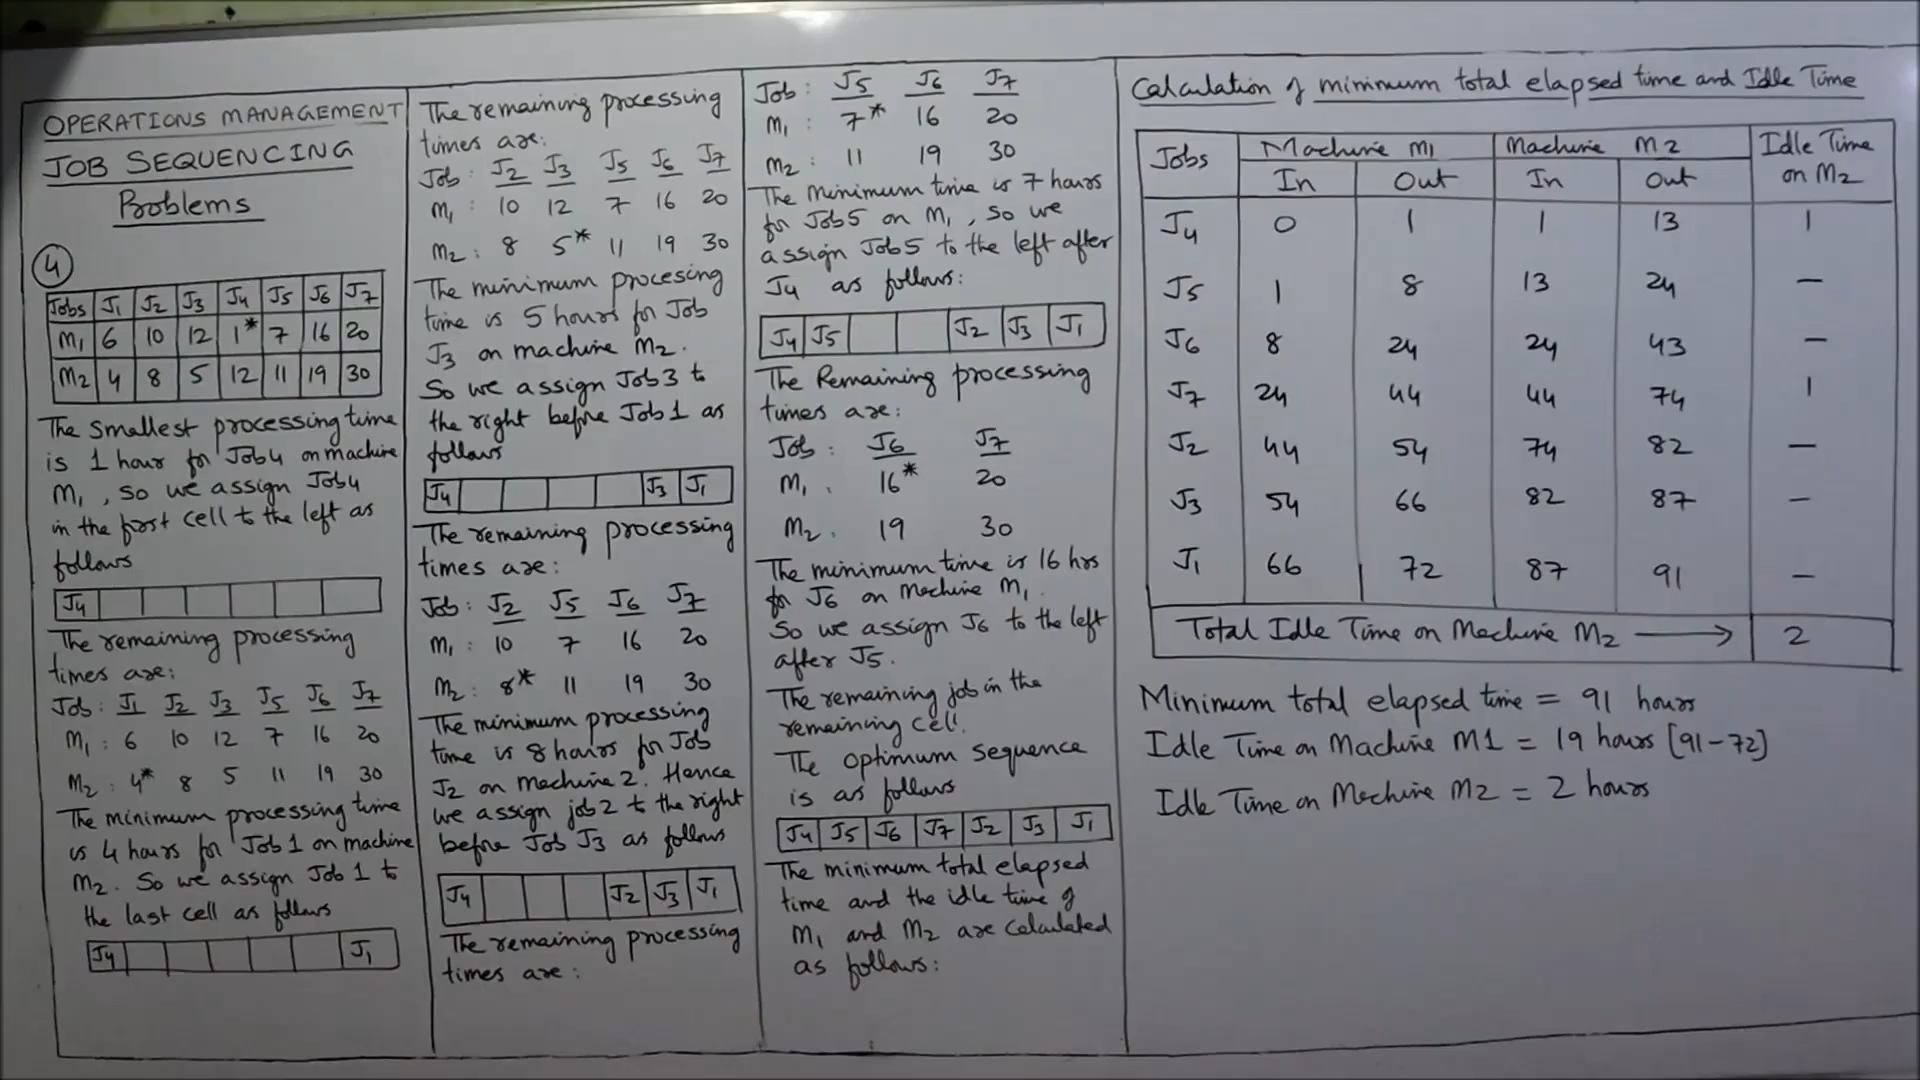 OPERATIONS MANAGEMENT
JOB SEQUENCING
Problems
4
Jobs J1 J2 J3 J4 J5 J6 J7
M1 6 10 12 1* 7 16 20
M2 4 8 5 12 11 19 30
The smallest processing time
is 1 hour for Job4 on machine
M1, so we assign Job4
in the first cell to the left as
follows
J4
The remaining processing
times are:
Job: J1 J2 J3 J5 J6 J7
M1: 6 10 12 7 16 20
M2: 4* 8 5 11 19 30
The minimum processing time
is 4 hours for Job1 on machine
M2. So we assign Job 1 to
the last cell as follows
J4 J1
The remaining processing
times are:
Job: J2 J3 J5 J6 J7
M1: 10 12 7 16 20
M2: 8 5* 11 19 30
The minimum procesing
time is 5 hours for Job
J3 on machine M2.
So we assign Job3 to
the right before Job1 as
follows
J4 J3 J1
The remaining processing
times are:
Job: J2 J5 J6 J7
M1: 10 7 16 20
M2: 8* 11 19 30
The minimum processing
time is 8 hours for Job
J2 on machine 2. Hence
we assign job2 to the right
before Job J3 as follows
J4 J2 J3 J1
The remaining processing
times are:
Job: J5 J6 J7
M1: 7* 16 20
M2: 11 19 30
The minimum time is 7 hours
for Job5 on M1, so we
assign Job5 to the left after
J4 as follows:
J4 J5 J2 J3 J1
The Remaining processing
times are:
Job: J6 J7
M1. 16* 20
M2. 19 30
The minimum time is 16 hrs
for J6 on Machine M1.
So we assign J6 to the left
after J5.
The remaining job in the
remaining cell.
The optimum sequence
is as follows
J4 J5 J6 J7 J2 J3 J1
The minimum total elapsed
time and the idle time of
M1 and M2 are calculated
as follows:
Calculation of minimum total elapsed time and Idle Time
Jobs Machine M1 Machine M2 Idle Time on M2
In Out In Out
J4 0 1 1 13 1
J5 1 8 13 24 —
J6 8 24 24 43 —
J7 24 44 44 74 1
J2 44 54 74 82 —
J3 54 66 82 87 —
J1 66 72 87 91 —
Total Idle Time on Machine M2 → 2
Minimum total elapsed time = 91 hours
Idle Time on Machine M1 = 19 hours [91-72]
Idle Time on Machine M2 = 2 hours